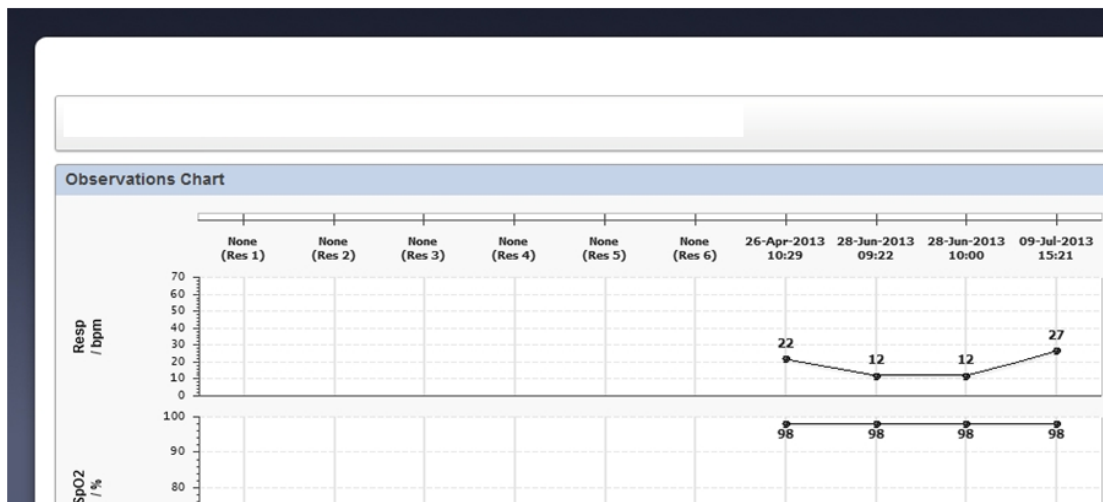 Observations Chart
None None None None None None 26-Apr-2013 28-Jun-2013 28-Jun-2013 09-Jul-2013
(Res 1) (Res 2) (Res 3) (Res 4) (Res 5) (Res 6) 10:29 09:22 10:00 15:21
Resp
/ bpm
70
60
50
40
30
20
10
0
22 12 12 27
SpO2
/ %
100
90
80
98 98 98 98